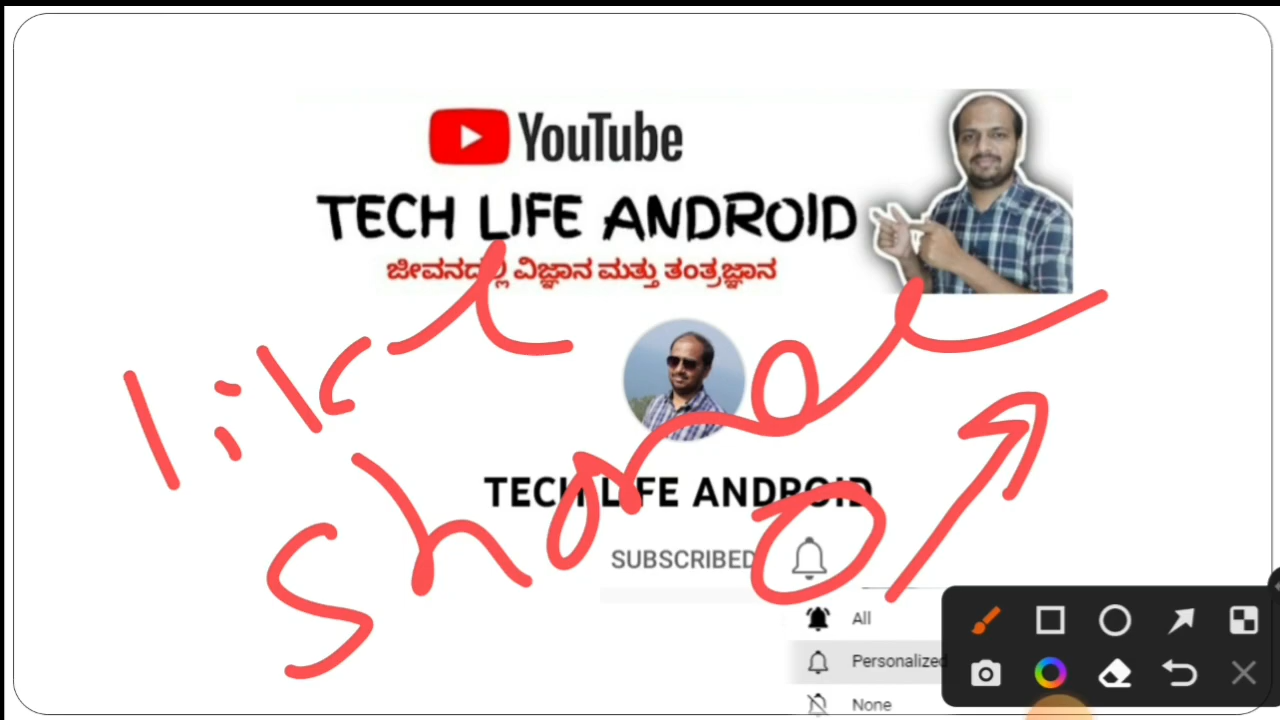 YouTube
TECH LIFE ANDROID
ಜೀವನದಲ್ಲಿ ವಿಜ್ಞಾನ ಮತ್ತು ತಂತ್ರಜ್ಞಾನ
like
share
TECH LIFE ANDROID
SUBSCRIBED
All
Personalized
None